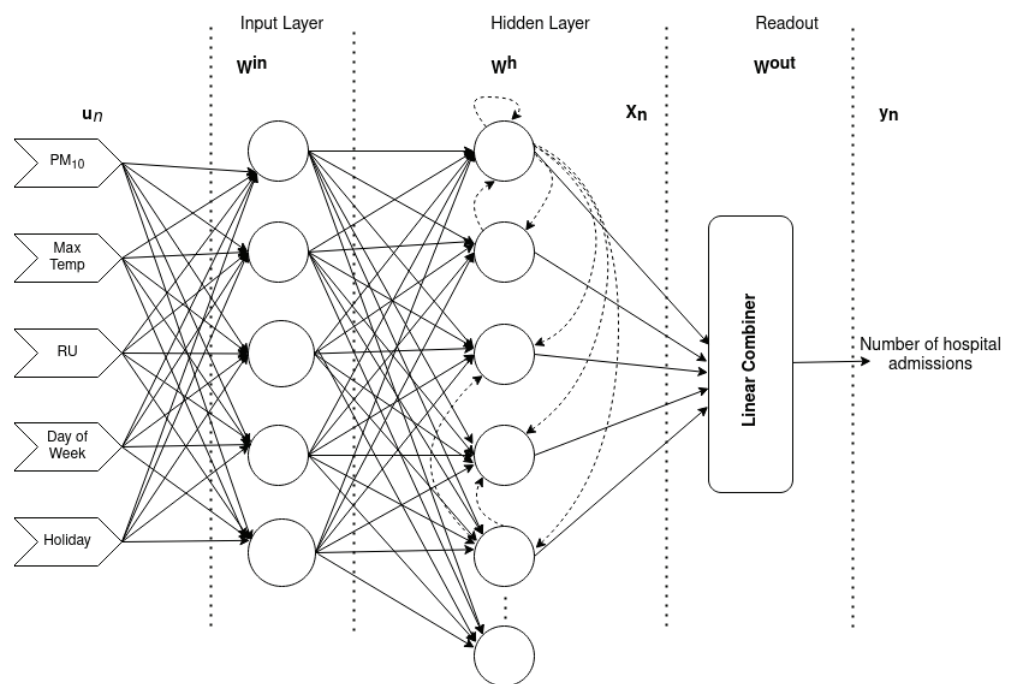 Input Layer
Hidden Layer
Readout
Wⁱⁿ
Wʰ
Wᵒᵘᵗ
uₙ
Xₙ
yₙ
PM₁₀
Max
Temp
RU
Day of
Week
Holiday
Linear Combiner
Number of hospital
admissions